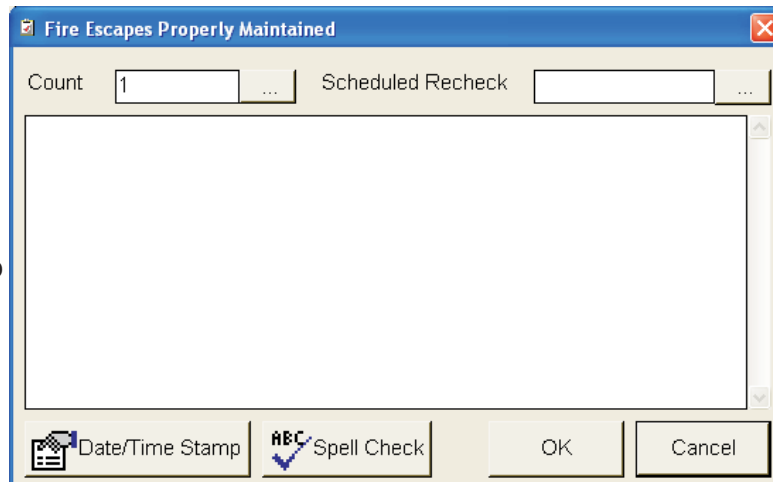 Fire Escapes Properly Maintained
Count 1 ... Scheduled Recheck ...
ABC
Date/Time Stamp Spell Check OK Cancel